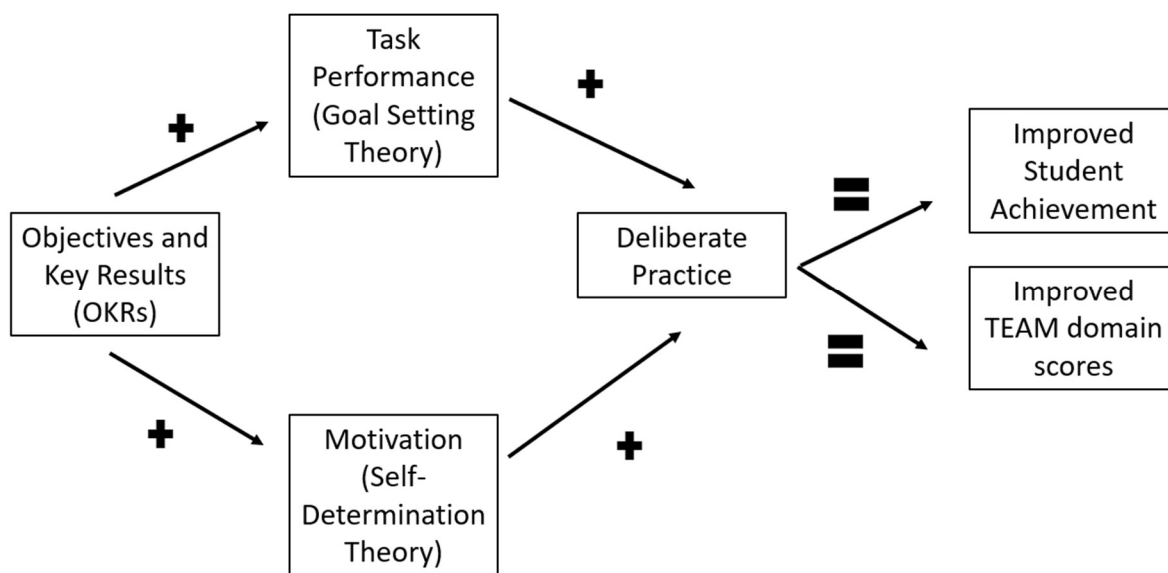 Task
Performance
(Goal Setting
Theory)
+
+
Objectives and
Key Results
(OKRs)
Deliberate
Practice
=
Improved
Student
Achievement
=
Improved
TEAM domain
scores
+
Motivation
(Self-
Determination
Theory)
+